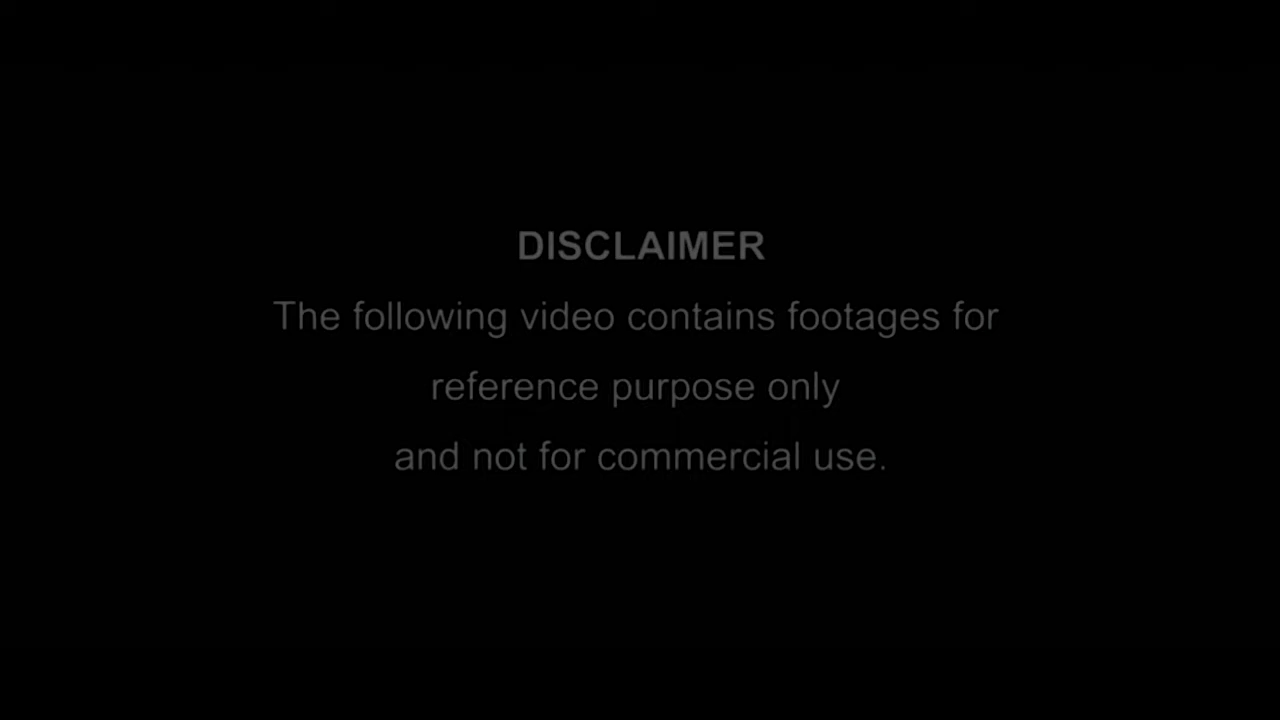 DISCLAIMER
The following video contains footages for
reference purpose only
and not for commercial use.